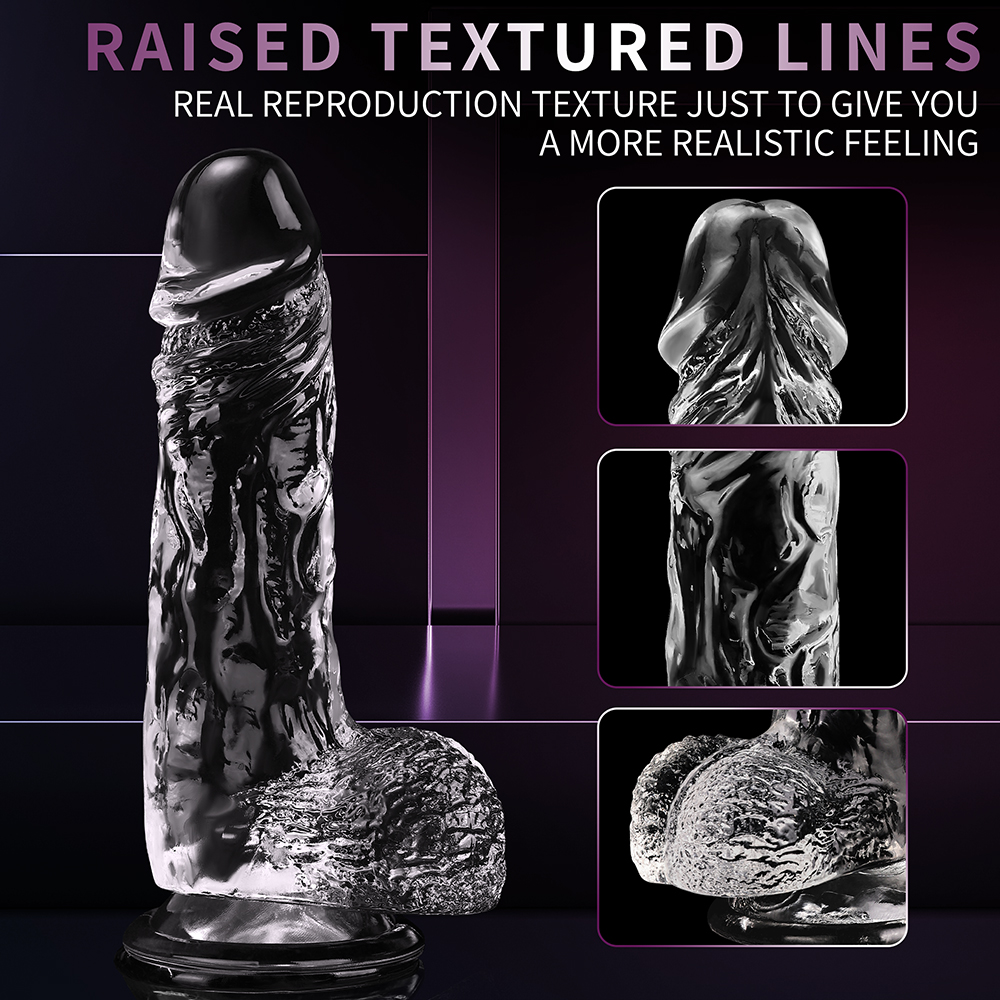 RAISED TEXTURED LINES
REAL REPRODUCTION TEXTURE JUST TO GIVE YOU
A MORE REALISTIC FEELING